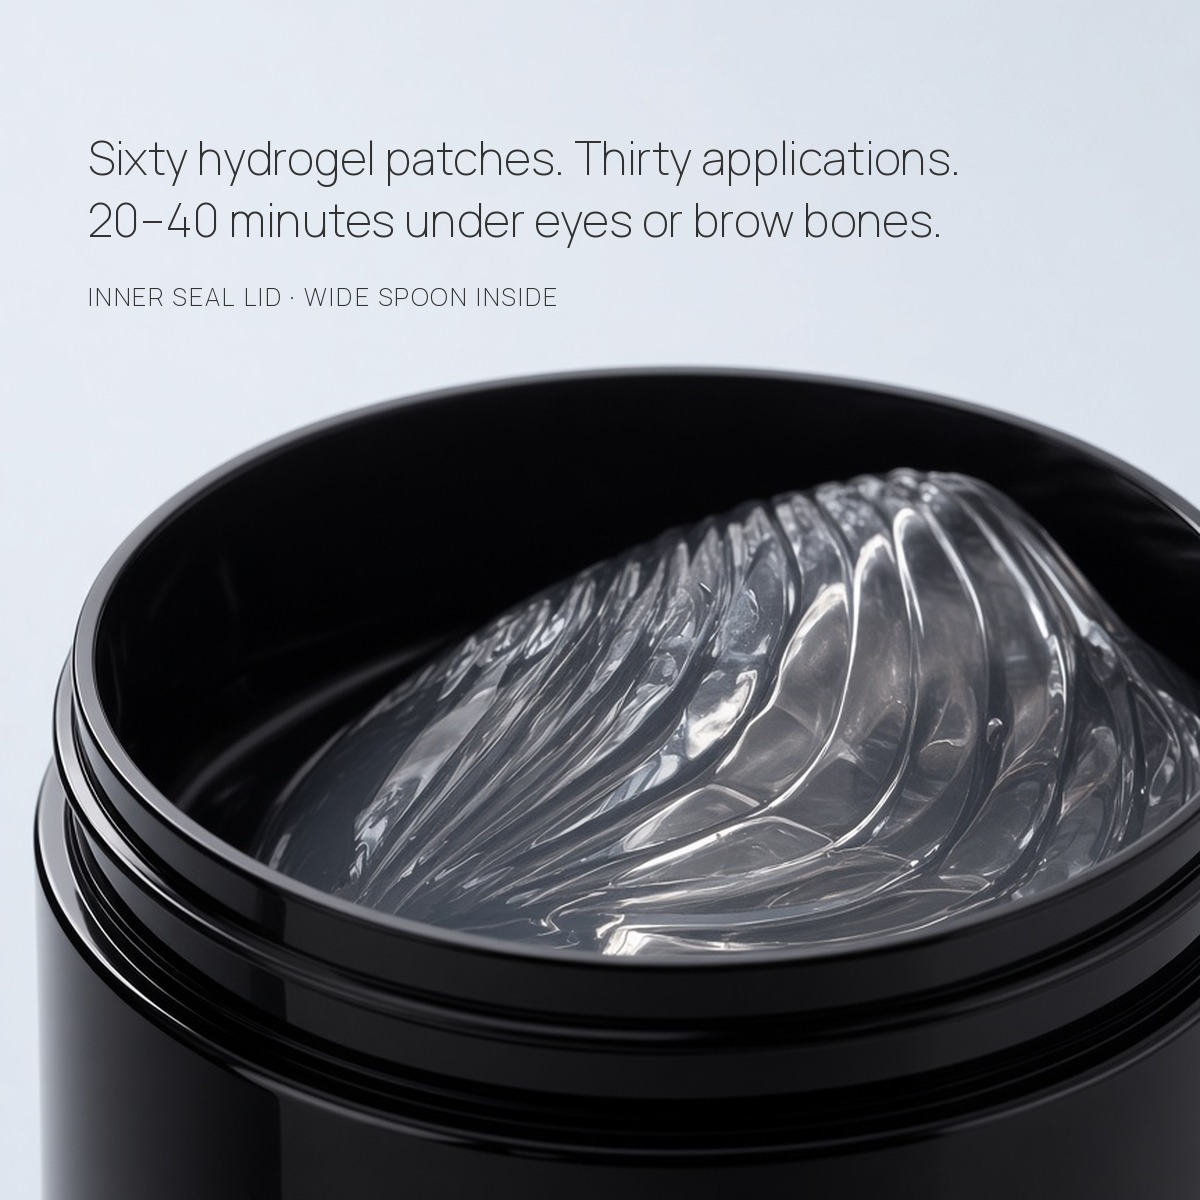 Sixty hydrogel patches. Thirty applications.
20–40 minutes under eyes or brow bones.
INNER SEAL LID · WIDE SPOON INSIDE